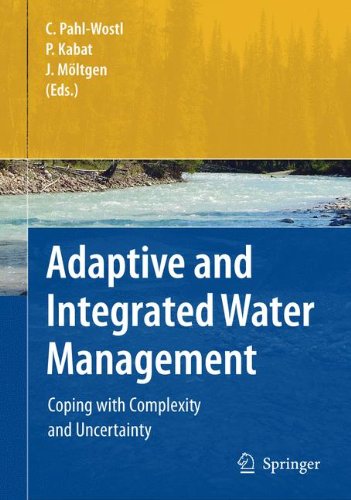 C. Pahl-Wostl
P. Kabat
J. Möltgen
(Eds.)
Adaptive and
Integrated Water
Management
Coping with Complexity
and Uncertainty
Springer